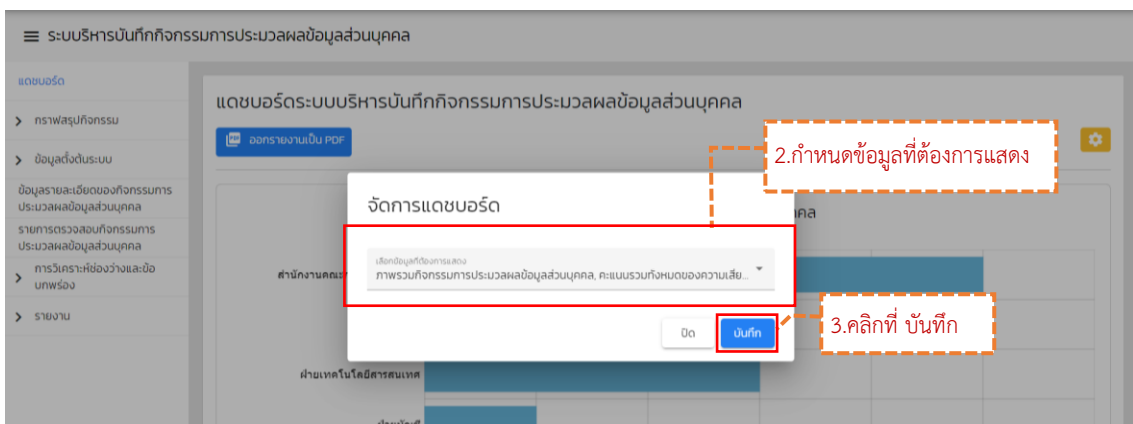 ระบบริหารบันทึกกิจกรรมการประมวลผลข้อมูลส่วนบุคคล
แดชบอร์ด
กราฟสรุปกิจกรรม
ข้อมูลตั้งต้นระบบ
ข้อมูลรายละเอียดของกิจกรรมการ
ประมวลผลข้อมูลส่วนบุคคล
รายการตรวจสอบกิจกรรมการ
ประมวลผลข้อมูลส่วนบุคคล
การวิเคราะห์ช่องว่างและข้อ
บกพร่อง
รายงาน
แดชบอร์ดระบบบริหารบันทึกกิจกรรมการประมวลผลข้อมูลส่วนบุคคล
ออกรายงานเป็น PDF
2.กำหนดข้อมูลที่ต้องการแสดง
จัดการแดชบอร์ด
คคล
เลือกข้อมูลที่ต้องการแสดง
ภาพรวมกิจกรรมการประมวลผลข้อมูลส่วนบุคคล, คะแนนรวมทั้งหมดของความเสี่ย...
สำนักงานคณะ
ปิด
บันทึก
3.คลิกที่ บันทึก
ฝ่ายเทคโนโลยีสารสนเทศ